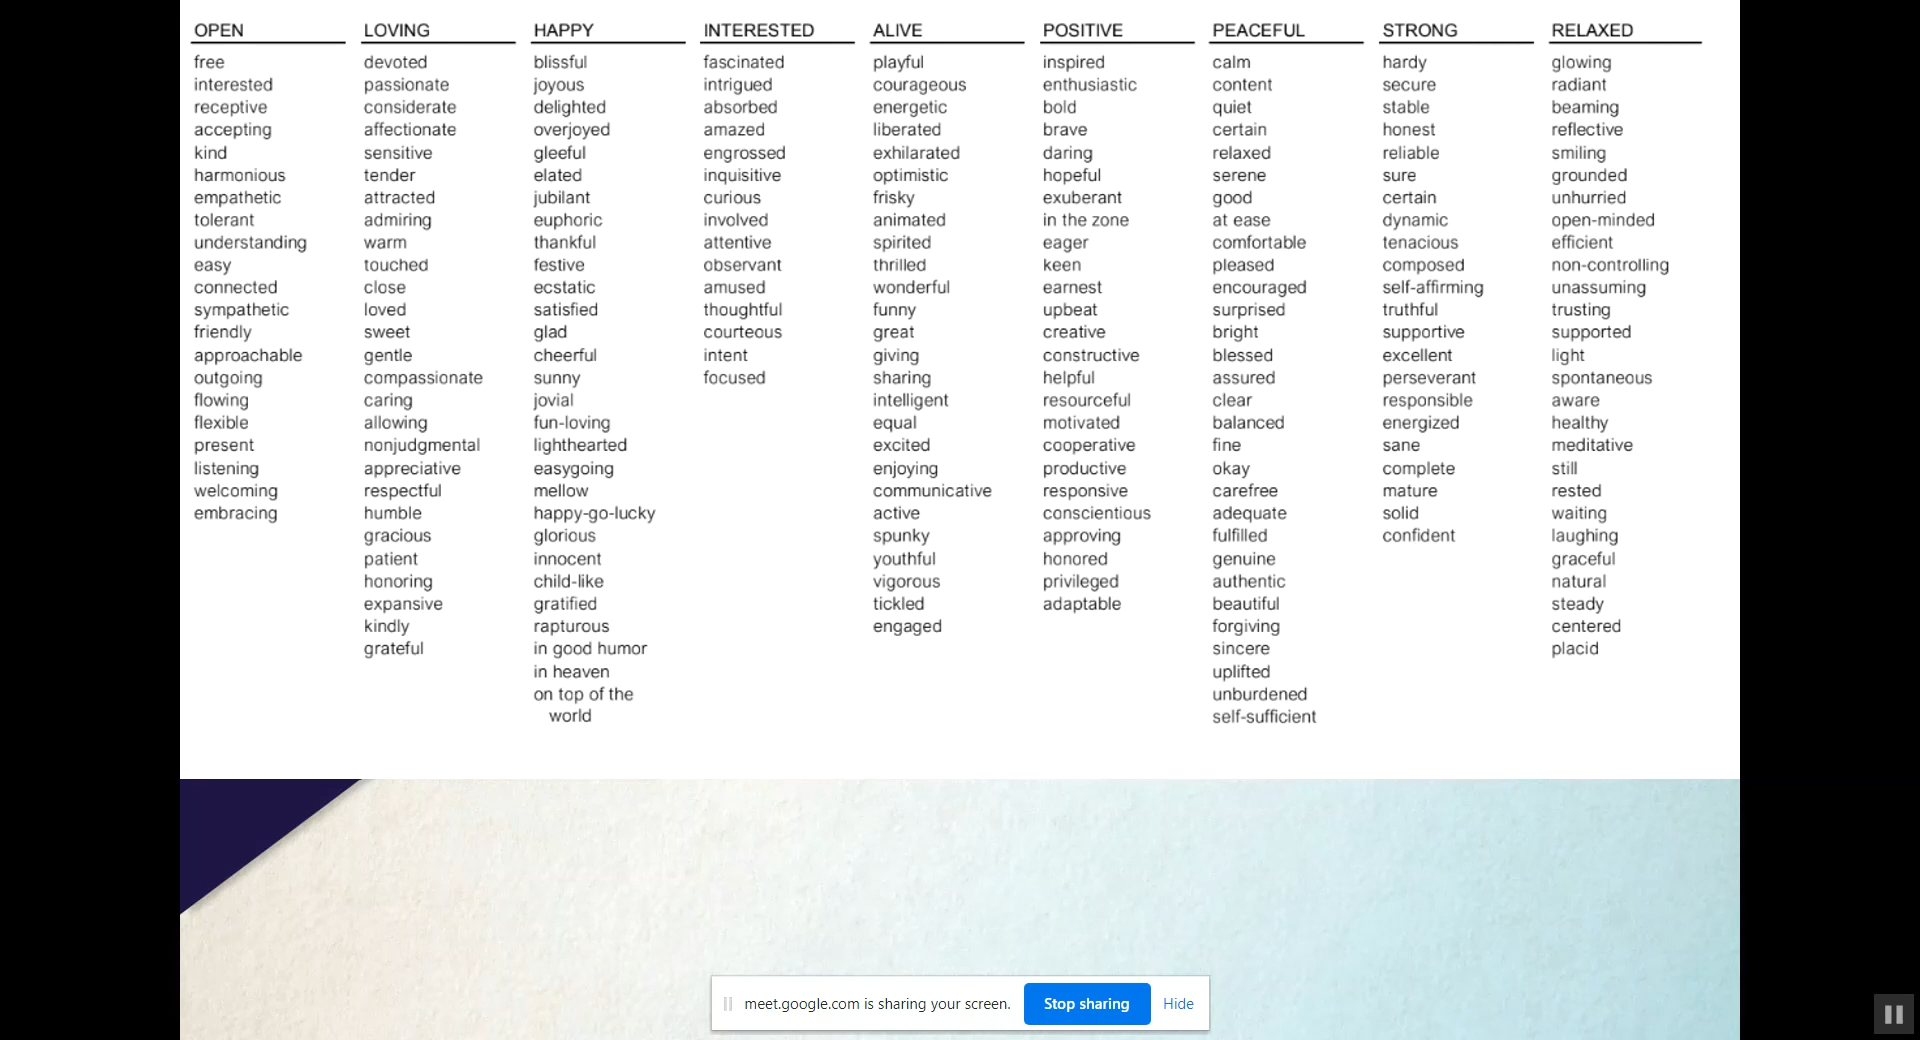 OPEN
free
interested
receptive
accepting
kind
harmonious
empathetic
tolerant
understanding
easy
connected
sympathetic
friendly
approachable
outgoing
flowing
flexible
present
listening
welcoming
embracing
LOVING
devoted
passionate
considerate
affectionate
sensitive
tender
attracted
admiring
warm
touched
close
loved
sweet
gentle
compassionate
caring
allowing
nonjudgmental
appreciative
respectful
humble
gracious
patient
honoring
expansive
kindly
grateful
HAPPY
blissful
joyous
delighted
overjoyed
gleeful
elated
jubilant
euphoric
thankful
festive
ecstatic
satisfied
glad
cheerful
sunny
jovial
fun-loving
lighthearted
easygoing
mellow
happy-go-lucky
glorious
innocent
child-like
gratified
rapturous
in good humor
in heaven
on top of the
world
INTERESTED
fascinated
intrigued
absorbed
amazed
engrossed
inquisitive
curious
involved
attentive
observant
amused
thoughtful
courteous
intent
focused
ALIVE
playful
courageous
energetic
liberated
exhilarated
optimistic
frisky
animated
spirited
thrilled
wonderful
funny
great
giving
sharing
intelligent
equal
excited
enjoying
communicative
active
spunky
youthful
vigorous
tickled
engaged
POSITIVE
inspired
enthusiastic
bold
brave
daring
hopeful
exuberant
in the zone
eager
keen
earnest
upbeat
creative
constructive
helpful
resourceful
motivated
cooperative
productive
responsive
conscientious
approving
honored
privileged
adaptable
PEACEFUL
calm
content
quiet
certain
relaxed
serene
good
at ease
comfortable
pleased
encouraged
surprised
bright
blessed
assured
clear
balanced
fine
okay
carefree
adequate
fulfilled
genuine
authentic
beautiful
forgiving
sincere
uplifted
unburdened
self-sufficient
STRONG
hardy
secure
stable
honest
reliable
sure
certain
dynamic
tenacious
composed
self-affirming
truthful
supportive
excellent
perseverant
responsible
energized
sane
complete
mature
solid
confident
RELAXED
glowing
radiant
beaming
reflective
smiling
grounded
unhurried
open-minded
efficient
non-controlling
unassuming
trusting
supported
light
spontaneous
aware
healthy
meditative
still
rested
waiting
laughing
graceful
natural
steady
centered
placid
meet.google.com is sharing your screen.
Stop sharing
Hide